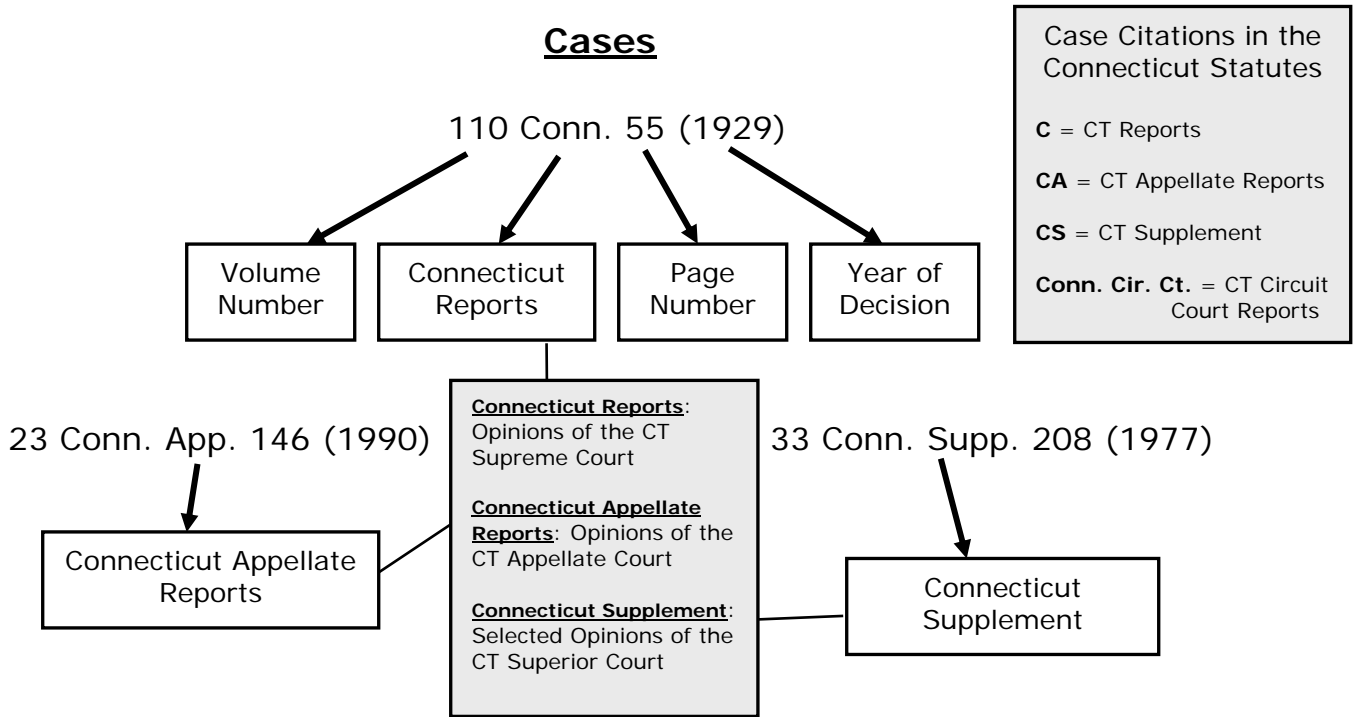 Cases
110 Conn. 55 (1929)
Volume
Number
Connecticut
Reports
Page
Number
Year of
Decision
Case Citations in the
Connecticut Statutes
C = CT Reports
CA = CT Appellate Reports
CS = CT Supplement
Conn. Cir. Ct. = CT Circuit
Court Reports
23 Conn. App. 146 (1990)
Connecticut Appellate
Reports
Connecticut Reports:
Opinions of the CT
Supreme Court
Connecticut Appellate
Reports: Opinions of the
CT Appellate Court
Connecticut Supplement:
Selected Opinions of the
CT Superior Court
33 Conn. Supp. 208 (1977)
Connecticut
Supplement